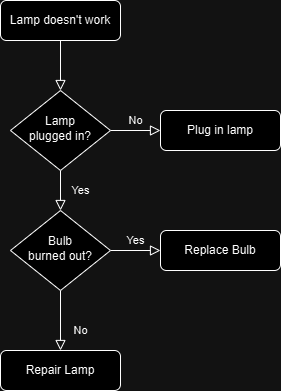 Lamp doesn't work
Lamp
plugged in?
No
Plug in lamp
Yes
Bulb
burned out?
Yes
Replace Bulb
No
Repair Lamp